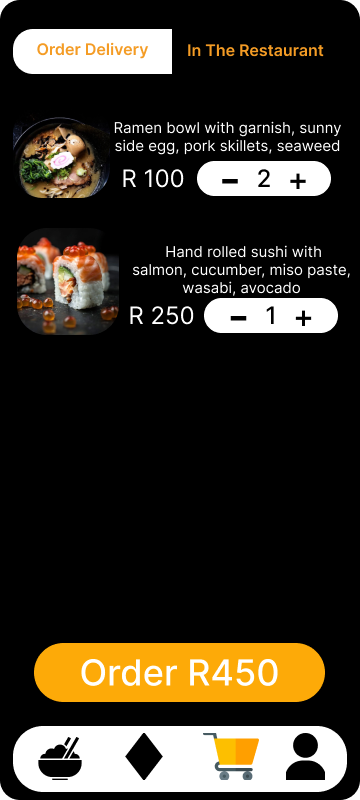 Order Delivery
In The Restaurant
Ramen bowl with garnish, sunny
side egg, pork skillets, seaweed
R 100
- 2 +
Hand rolled sushi with
salmon, cucumber, miso paste,
wasabi, avocado
R 250
- 1 +
Order R450